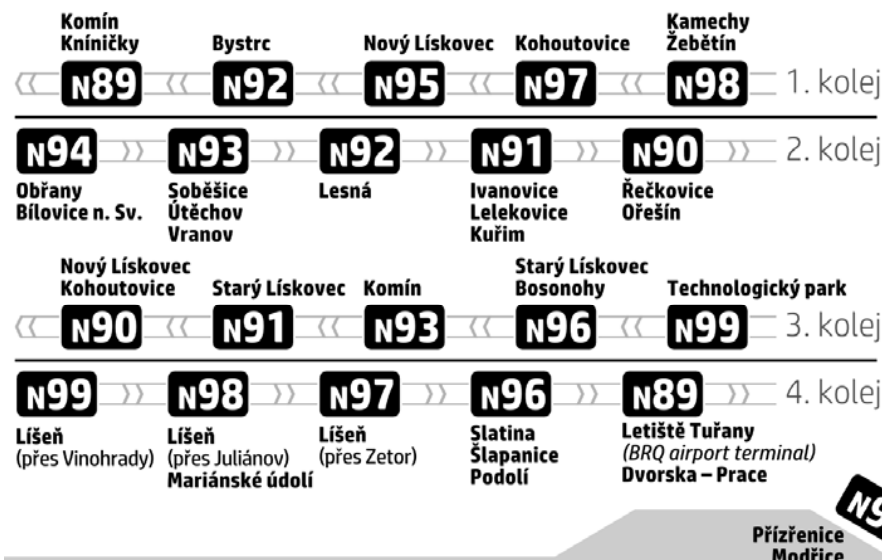 Komín
Kníničky
Bystrc
Nový Lískovec
Kohoutovice
Kamechy
Žebětín
N89 N92 N95 N97 N98 1. kolej
N94 N93 N92 N91 N90 2. kolej
Obřany
Bílovice n. Sv.
Soběšice
Útěchov
Vranov
Lesná
Ivanovice
Lelekovice
Kuřim
Řečkovice
Ořešín
Nový Lískovec
Kohoutovice
Starý Lískovec
Komín
Starý Lískovec
Bosonohy
Technologický park
N90 N91 N93 N96 N99 3. kolej
N99 N98 N97 N96 N89 4. kolej
Líšeň
(přes Vinohrady)
Líšeň
(přes Juliánov)
Mariánské údolí
Líšeň
(přes Zetor)
Slatina
Šlapanice
Podolí
Letiště Tuřany
(BRQ airport terminal)
Dvorska – Prace
Přízřenice
Modřice